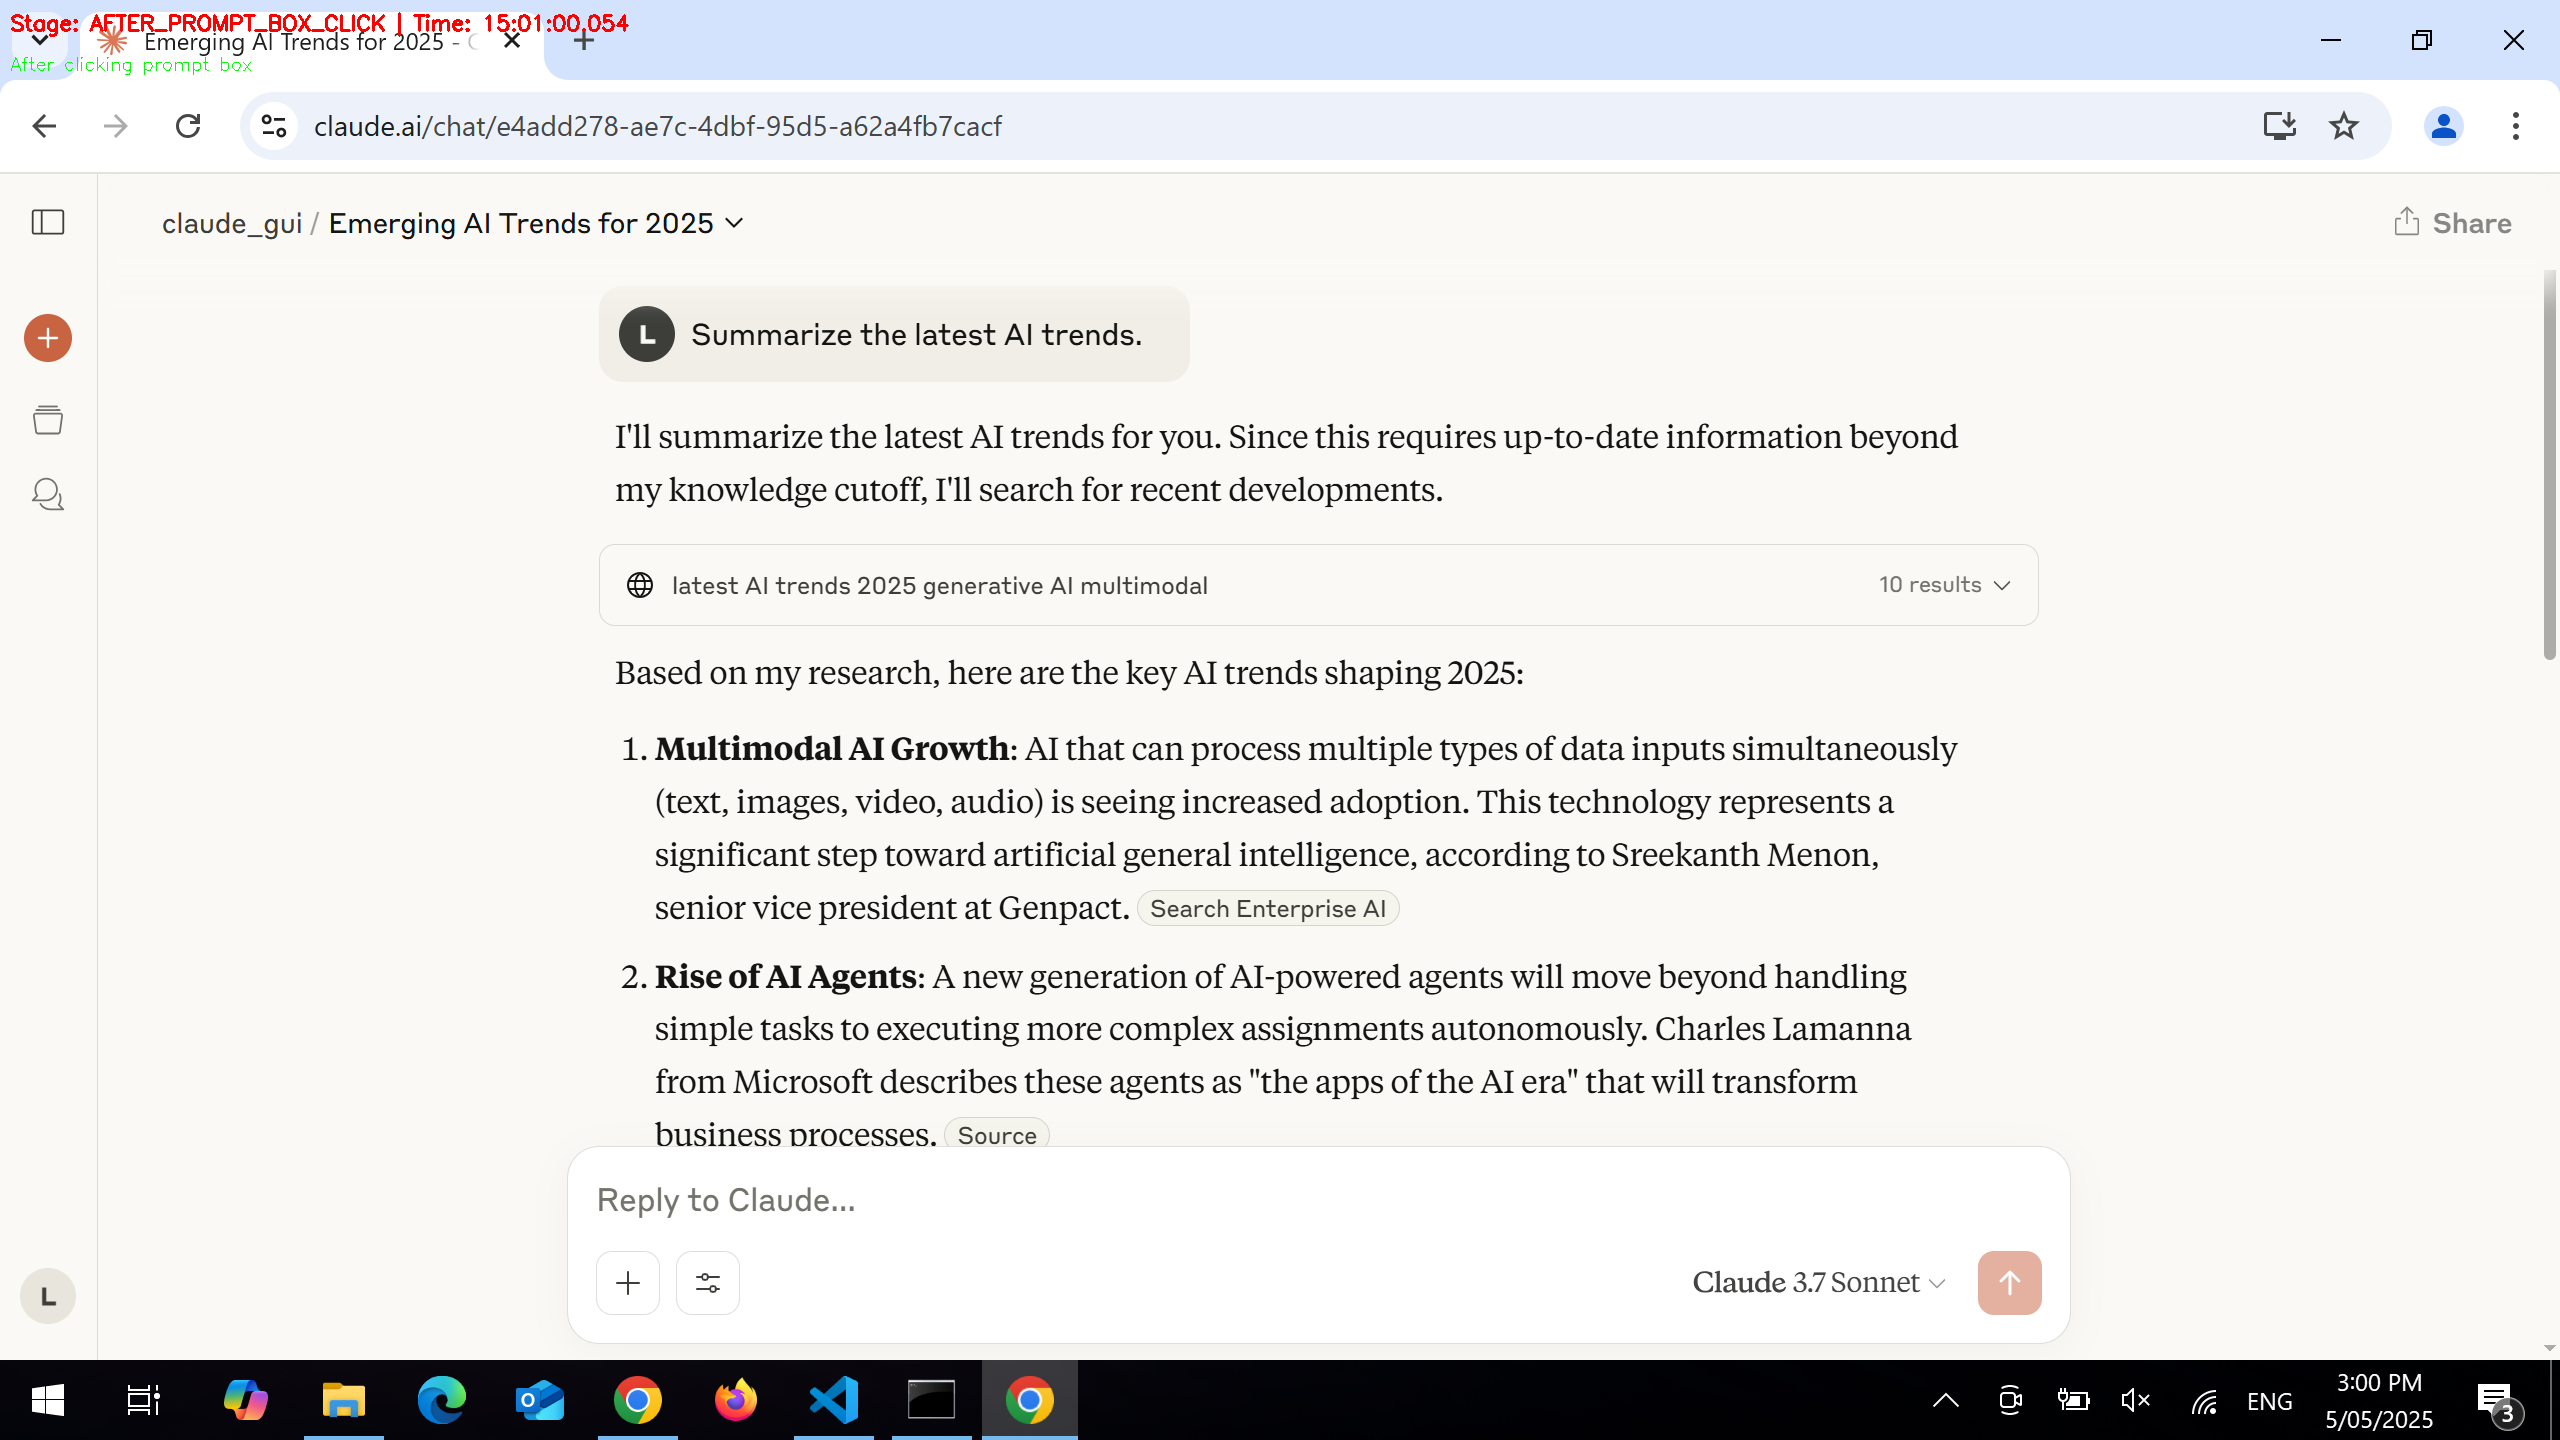 Stage: AFTER_PROMPT_BOX_CLICK | Time: 15:01:00.054
Emerging AI Trends for 2025 -
After clicking prompt box
claude.ai/chat/e4add278-ae7c-4dbf-95d5-a62a4fb7cacf
claude_gui / Emerging AI Trends for 2025
Share
L
Summarize the latest AI trends.
I'll summarize the latest AI trends for you. Since this requires up-to-date information beyond
my knowledge cutoff, I'll search for recent developments.
latest AI trends 2025 generative AI multimodal
10 results
Based on my research, here are the key AI trends shaping 2025:
1. Multimodal AI Growth: AI that can process multiple types of data inputs simultaneously
(text, images, video, audio) is seeing increased adoption. This technology represents a
significant step toward artificial general intelligence, according to Sreekanth Menon,
senior vice president at Genpact. Search Enterprise AI
2. Rise of AI Agents: A new generation of AI-powered agents will move beyond handling
simple tasks to executing more complex assignments autonomously. Charles Lamanna
from Microsoft describes these agents as "the apps of the AI era" that will transform
business processes. Source
Reply to Claude...
Claude 3.7 Sonnet
L
ENG
3:00 PM
5/05/2025
3